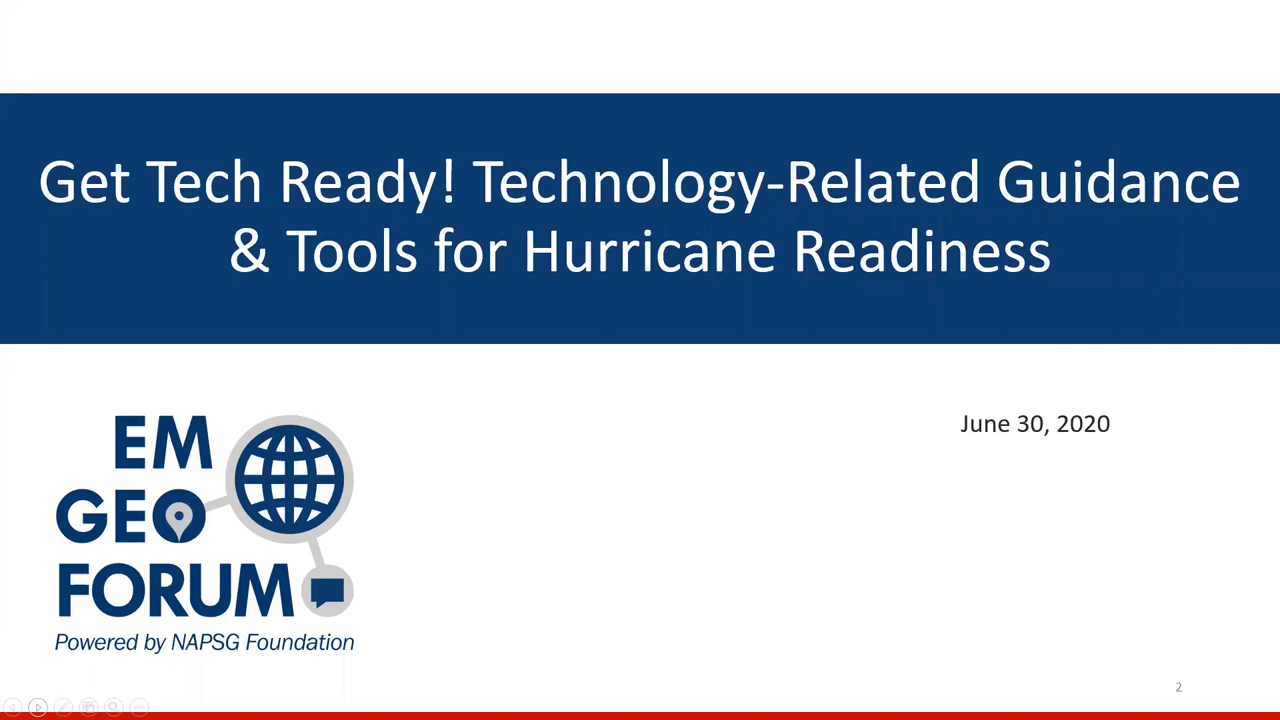 Get Tech Ready! Technology-Related Guidance
& Tools for Hurricane Readiness
June 30, 2020
EM
GEO
FORUM
Powered by NAPSG Foundation
2